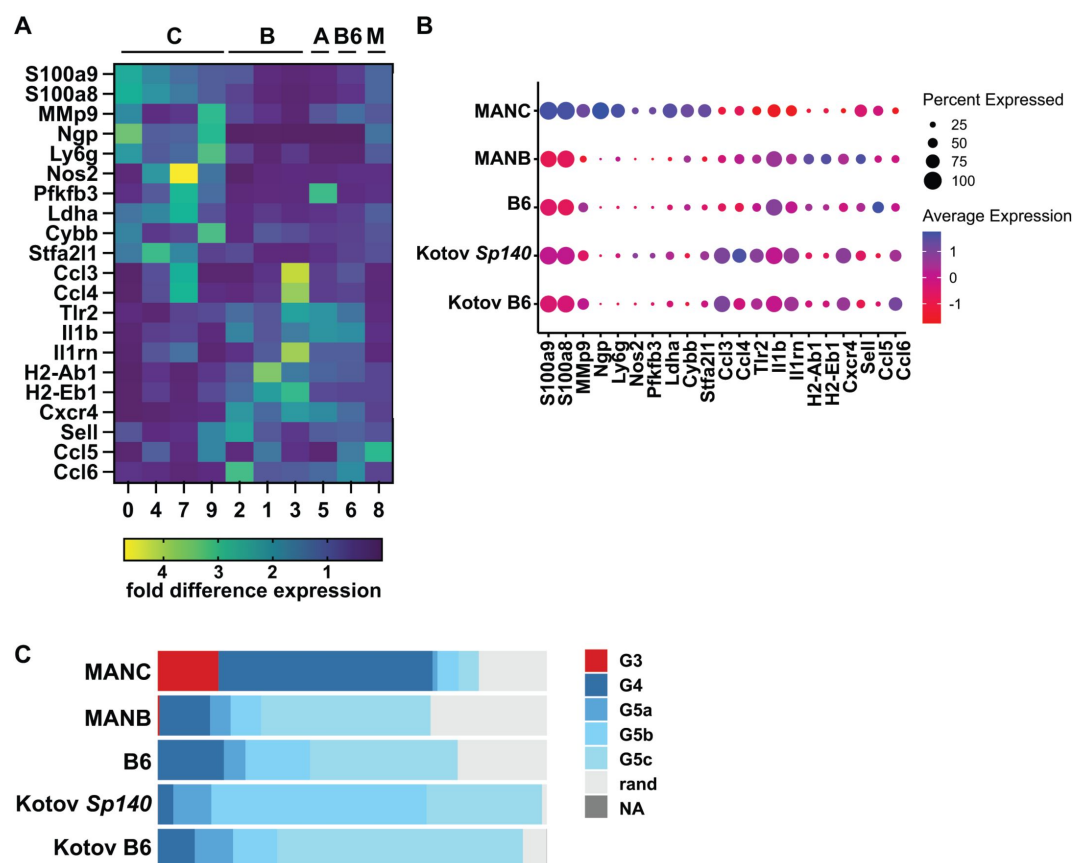 A
C B A B6 M
S100a9
S100a8
MMp9
Ngp
Ly6g
Nos2
Pfkfb3
Ldha
Cybb
Stfa2l1
Ccl3
Ccl4
Tlr2
Il1b
Il1rn
H2-Ab1
H2-Eb1
Cxcr4
Sell
Ccl5
Ccl6
0 4 7 9 2 1 3 5 6 8
4 3 2 1
fold difference expression
B
MANC
MANB
B6
Kotov Sp140
Kotov B6
S100a9
S100a8
MMp9
Ngp
Ly6g
Nos2
Pfkfb3
Ldha
Cybb
Stfa2l1
Ccl3
Ccl4
Tlr2
Il1b
Il1rn
H2-Ab1
H2-Eb1
Cxcr4
Sell
Ccl5
Ccl6
Percent Expressed
25
50
75
100
Average Expression
1
0
-1
C
MANC
MANB
B6
Kotov Sp140
Kotov B6
G3
G4
G5a
G5b
G5c
rand
NA